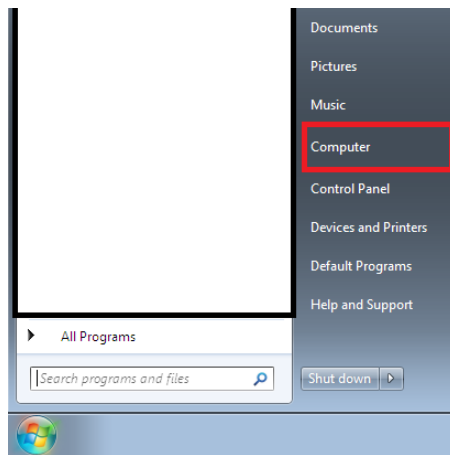 Documents
Pictures
Music
Computer
Control Panel
Devices and Printers
Default Programs
Help and Support
All Programs
Search programs and files
Shut down